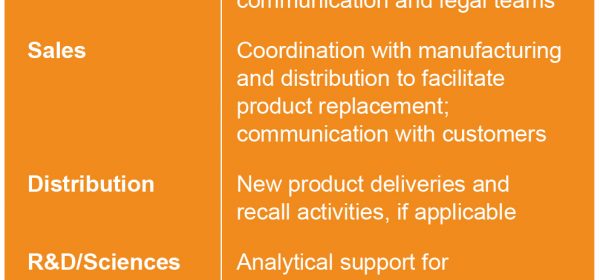 communication and legal teams
Sales
Coordination with manufacturing
and distribution to facilitate
product replacement;
communication with customers
Distribution
New product deliveries and
recall activities, if applicable
R&D/Sciences
Analytical support for